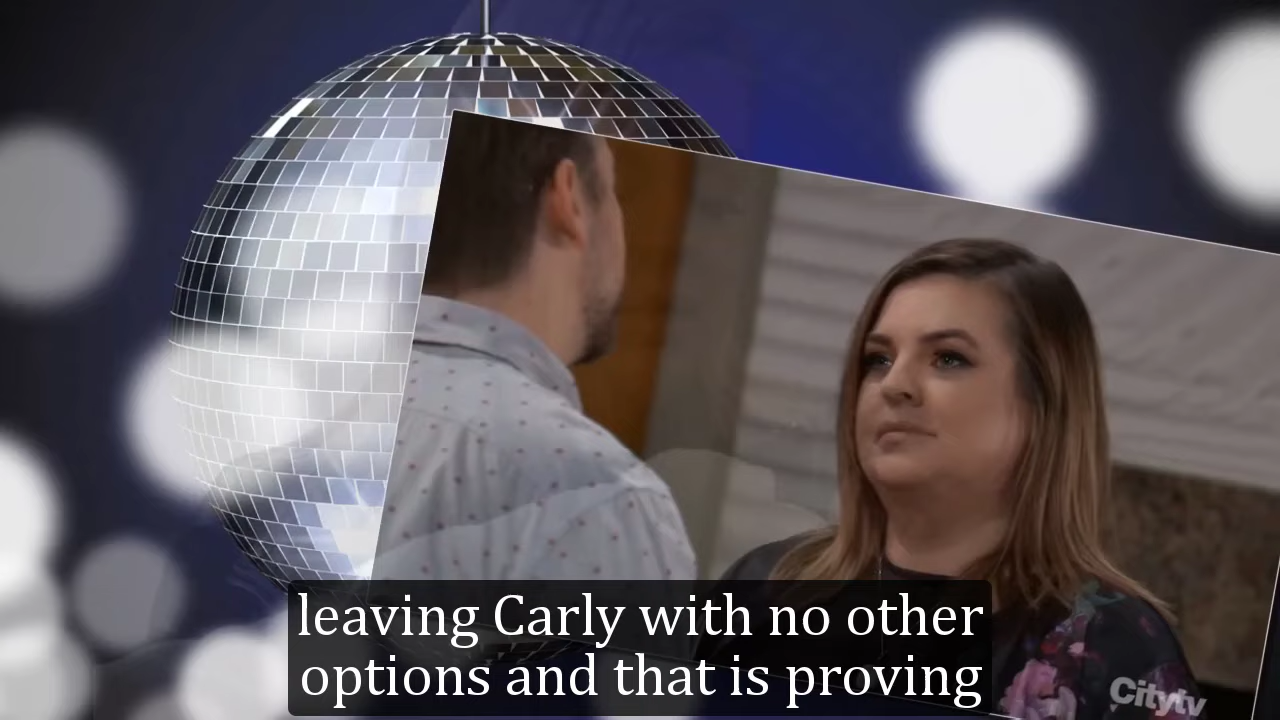 leaving Carly with no other
options and that is proving
Citytv